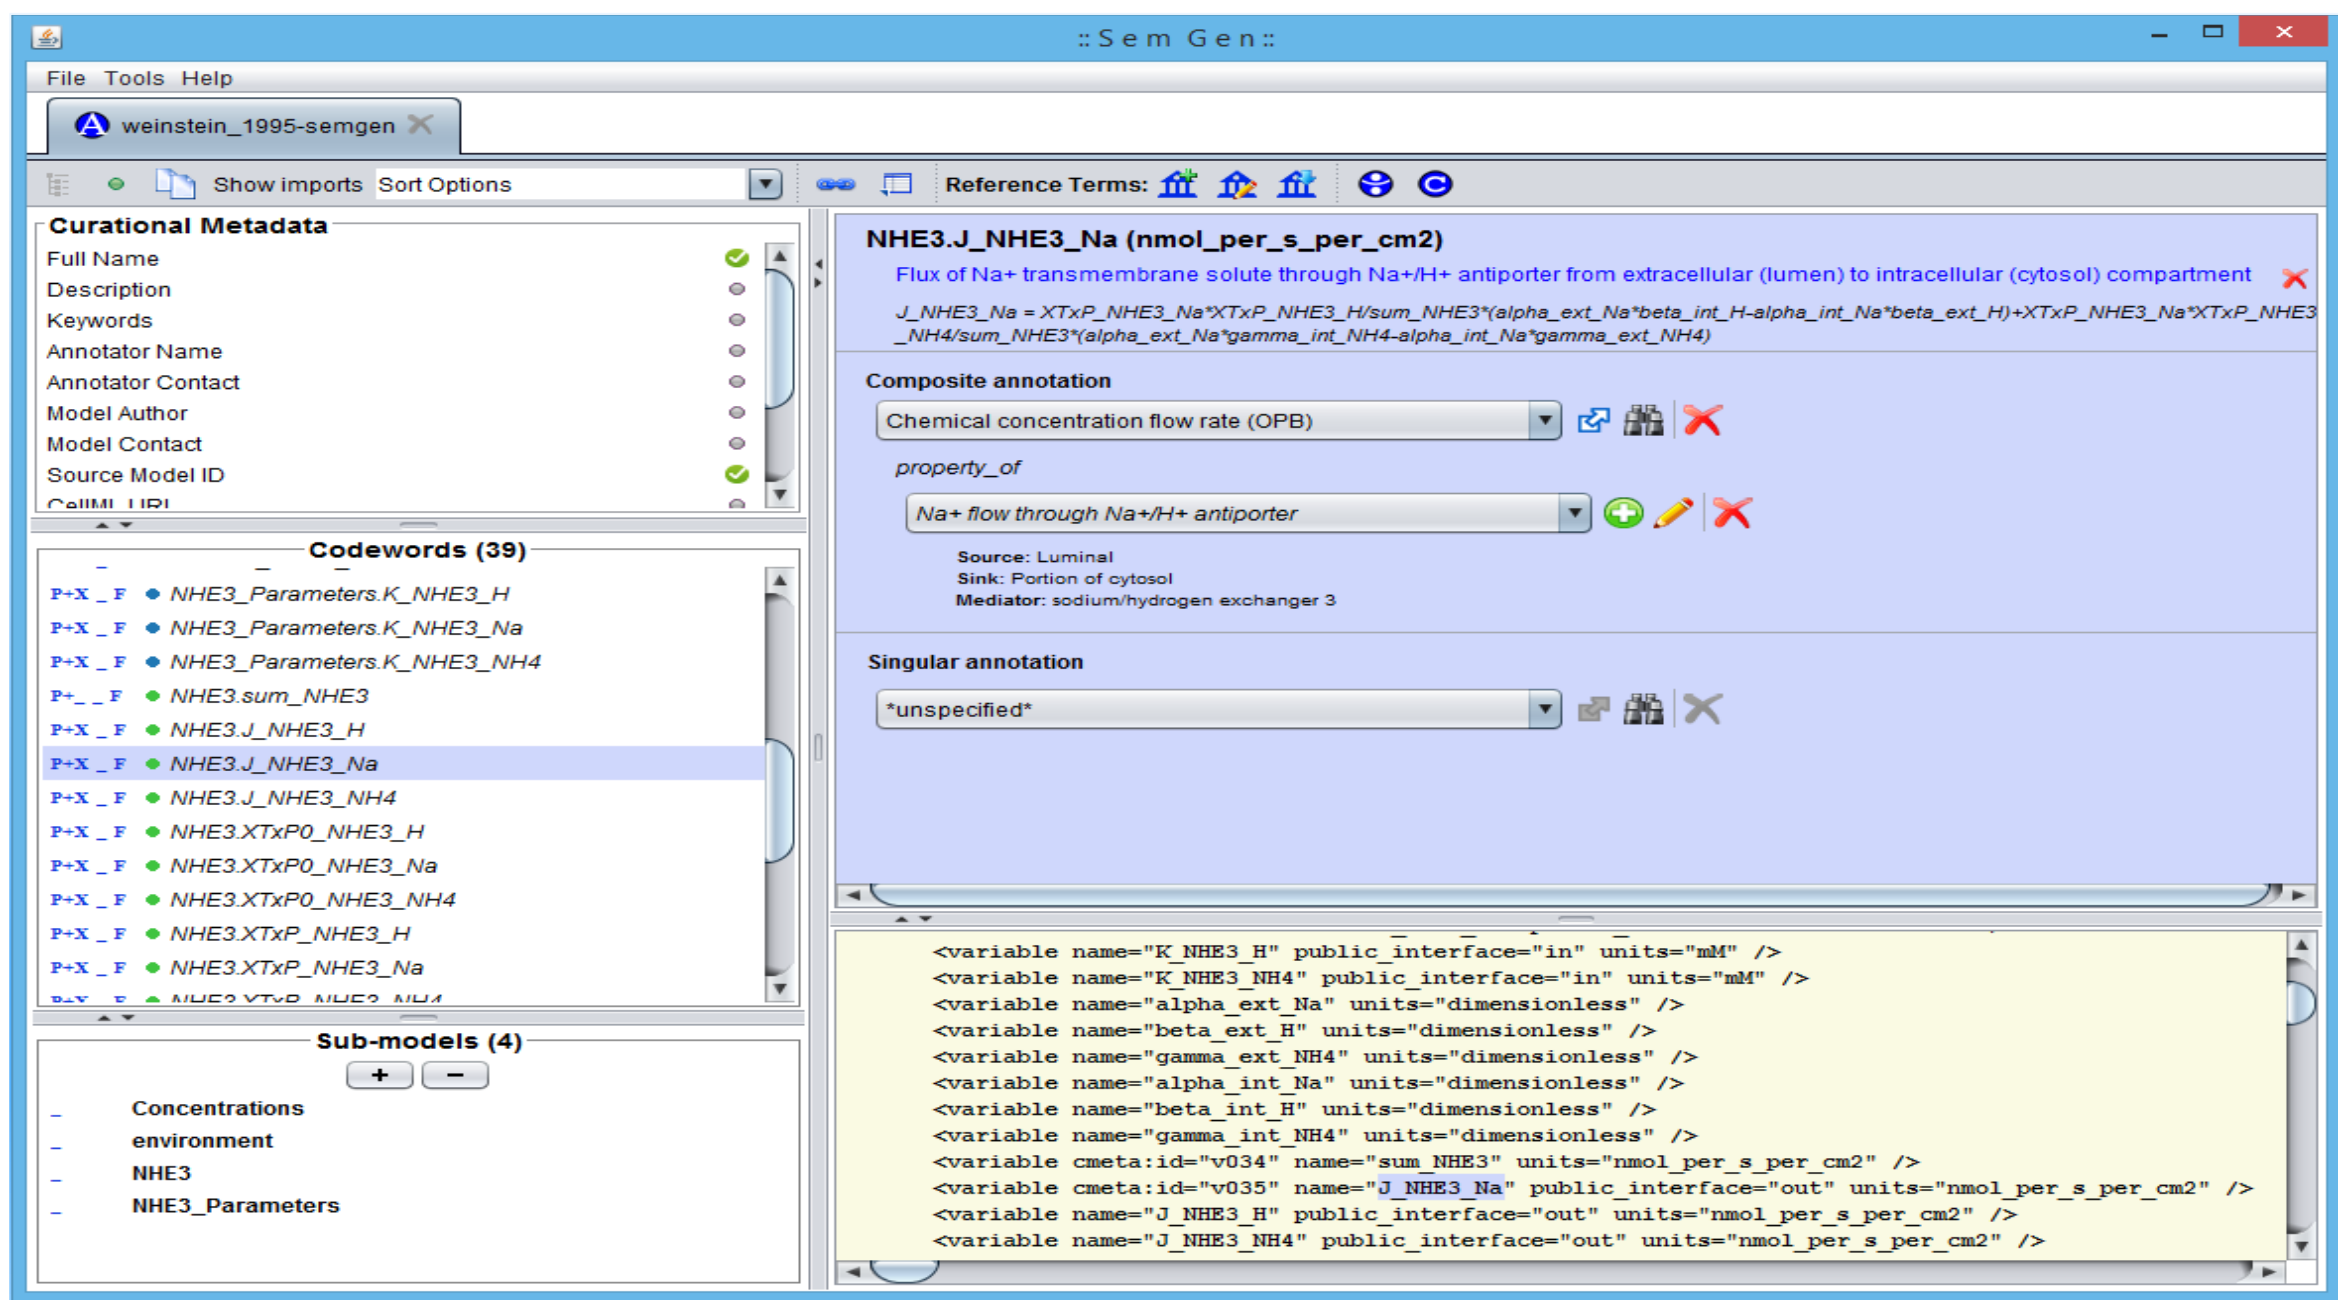 :: S e m  G e n ::
File Tools Help
A weinstein_1995-semgen
Show imports Sort Options
Reference Terms:
C
Curational Metadata
Full Name
Description
Keywords
Annotator Name
Annotator Contact
Model Author
Model Contact
Source Model ID
CellML URL
Codewords (39)
P+X _ F NHE3_Parameters.K_NHE3_H
P+X _ F NHE3_Parameters.K_NHE3_Na
P+X _ F NHE3_Parameters.K_NHE3_NH4
P+_ _ F NHE3.sum_NHE3
P+X _ F NHE3.J_NHE3_H
P+X _ F NHE3.J_NHE3_Na
P+X _ F NHE3.J_NHE3_NH4
P+X _ F NHE3.XTxP0_NHE3_H
P+X _ F NHE3.XTxP0_NHE3_Na
P+X _ F NHE3.XTxP0_NHE3_NH4
P+X _ F NHE3.XTxP_NHE3_H
P+X _ F NHE3.XTxP_NHE3_Na
P+X _ F NHE3.XTxP_NHE3_NH4
Sub-models (4)
+ −
_ Concentrations
_ environment
_ NHE3
_ NHE3_Parameters
NHE3.J_NHE3_Na (nmol_per_s_per_cm2)
Flux of Na+ transmembrane solute through Na+/H+ antiporter from extracellular (lumen) to intracellular (cytosol) compartment
J_NHE3_Na = XTxP_NHE3_Na*XTxP_NHE3_H/sum_NHE3*(alpha_ext_Na*beta_int_H-alpha_int_Na*beta_ext_H)+XTxP_NHE3_Na*XTxP_NHE3
_NH4/sum_NHE3*(alpha_ext_Na*gamma_int_NH4-alpha_int_Na*gamma_ext_NH4)
Composite annotation
Chemical concentration flow rate (OPB)
property_of
Na+ flow through Na+/H+ antiporter
Source: Luminal
Sink: Portion of cytosol
Mediator: sodium/hydrogen exchanger 3
Singular annotation
*unspecified*
<variable name="K_NHE3_H" public_interface="in" units="mM" />
<variable name="K_NHE3_NH4" public_interface="in" units="mM" />
<variable name="alpha_ext_Na" units="dimensionless" />
<variable name="beta_ext_H" units="dimensionless" />
<variable name="gamma_ext_NH4" units="dimensionless" />
<variable name="alpha_int_Na" units="dimensionless" />
<variable name="beta_int_H" units="dimensionless" />
<variable name="gamma_int_NH4" units="dimensionless" />
<variable cmeta:id="v034" name="sum_NHE3" units="nmol_per_s_per_cm2" />
<variable cmeta:id="v035" name="J_NHE3_Na" public_interface="out" units="nmol_per_s_per_cm2" />
<variable name="J_NHE3_H" public_interface="out" units="nmol_per_s_per_cm2" />
<variable name="J_NHE3_NH4" public_interface="out" units="nmol_per_s_per_cm2" />